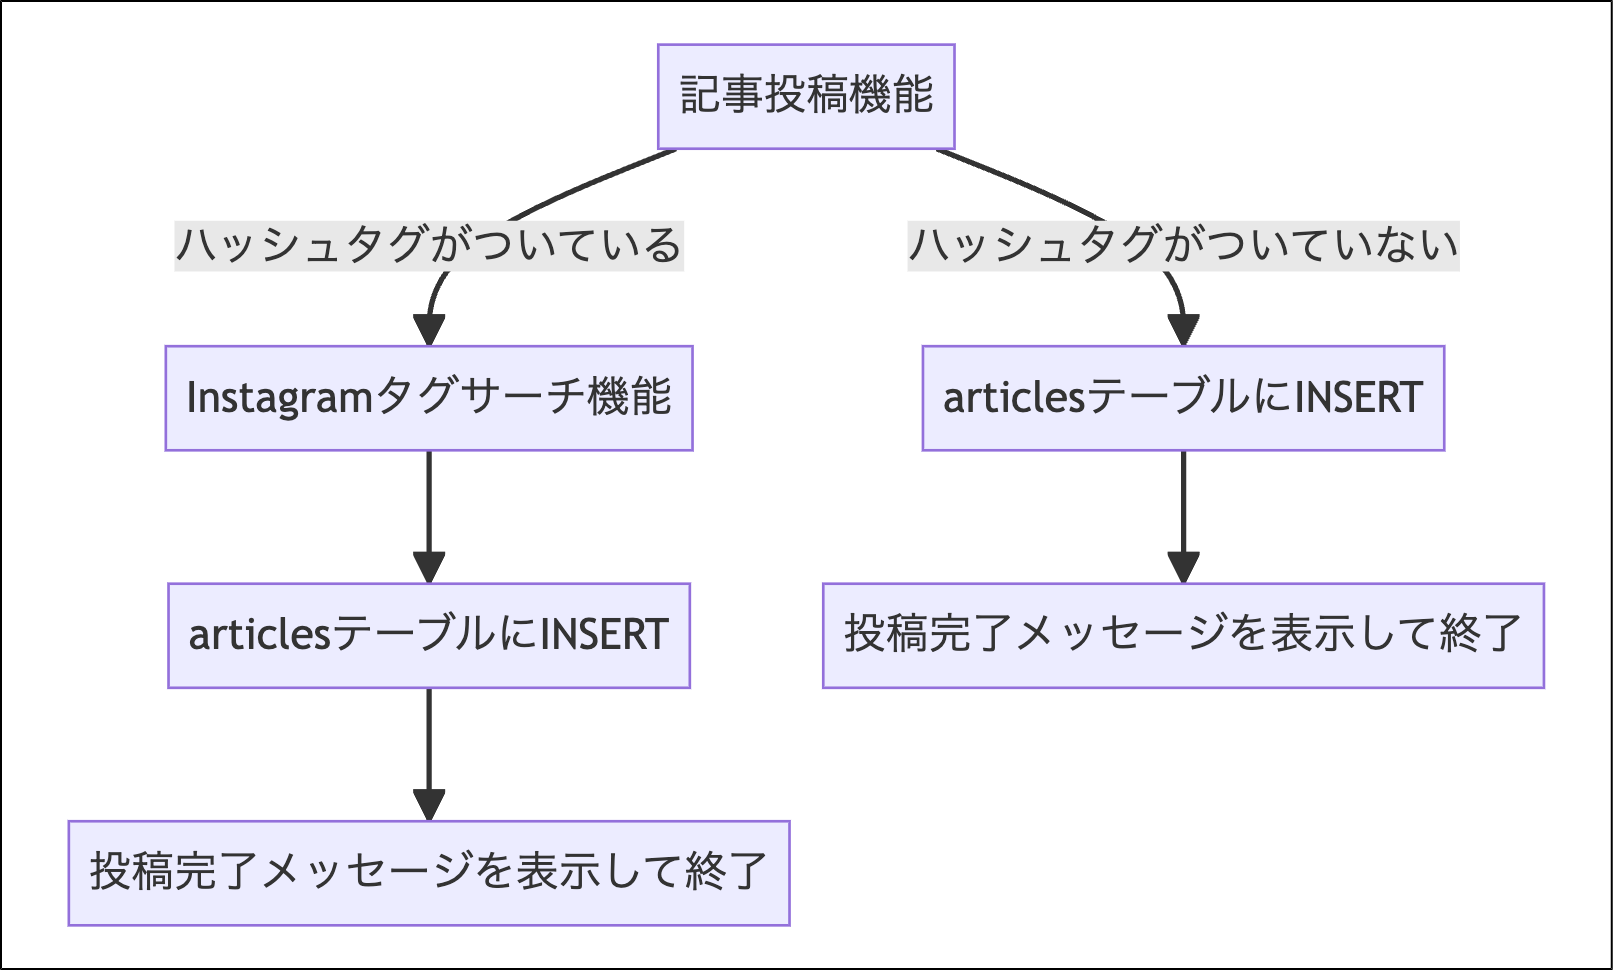 記事投稿機能
ハッシュタグがついている
ハッシュタグがついていない
Instagramタグサーチ機能
articlesテーブルにINSERT
articlesテーブルにINSERT
投稿完了メッセージを表示して終了
投稿完了メッセージを表示して終了